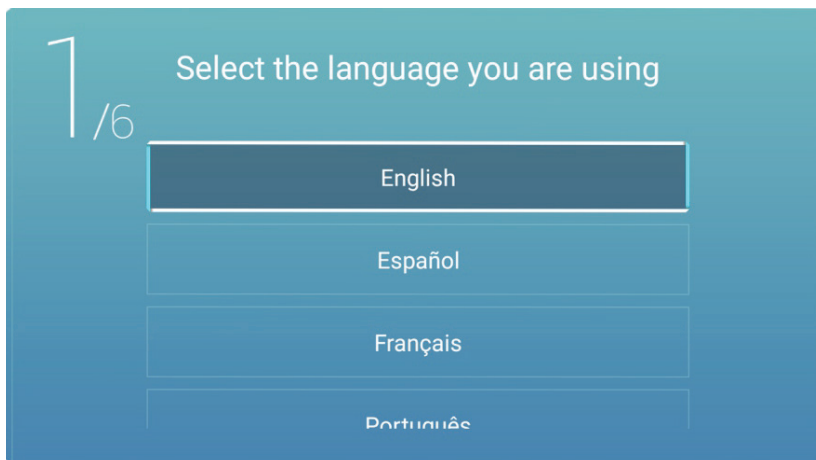 1/6
Select the language you are using
English
Español
Français
Português